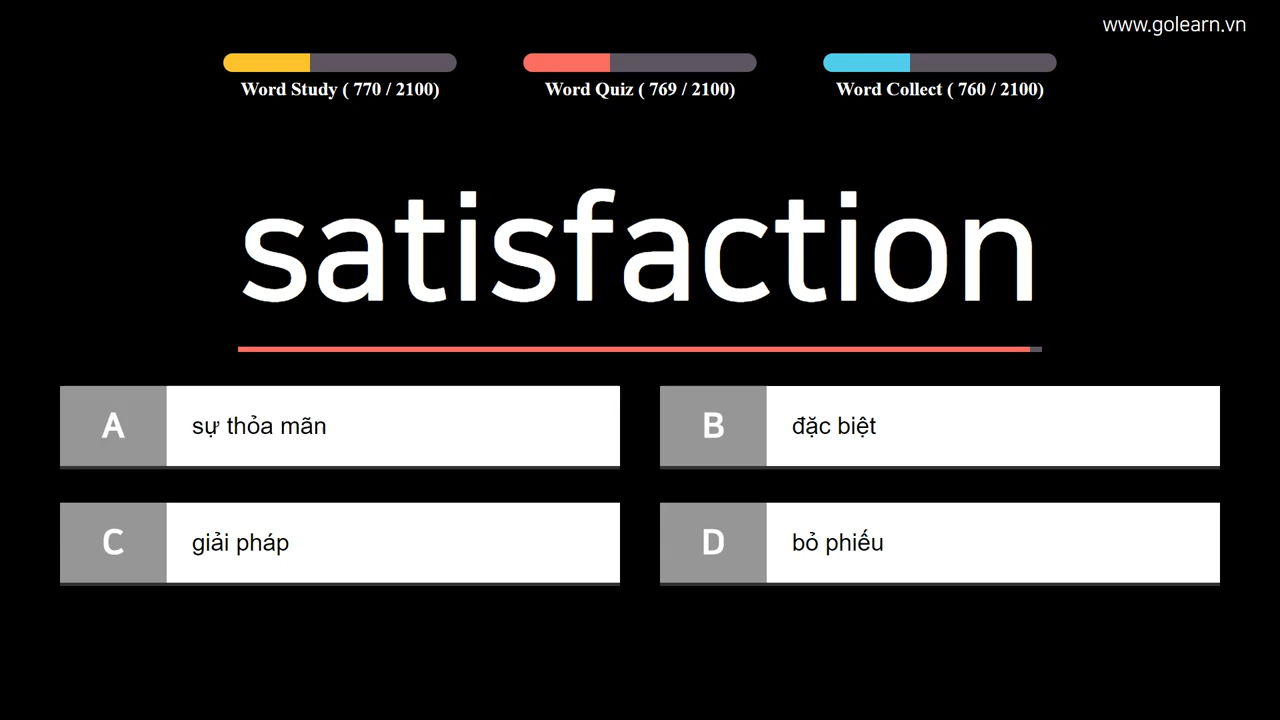 www.golearn.vn
Word Study ( 770 / 2100)
Word Quiz ( 769 / 2100)
Word Collect ( 760 / 2100)
satisfaction
A sự thỏa mãn
B đặc biệt
C giải pháp
D bỏ phiếu